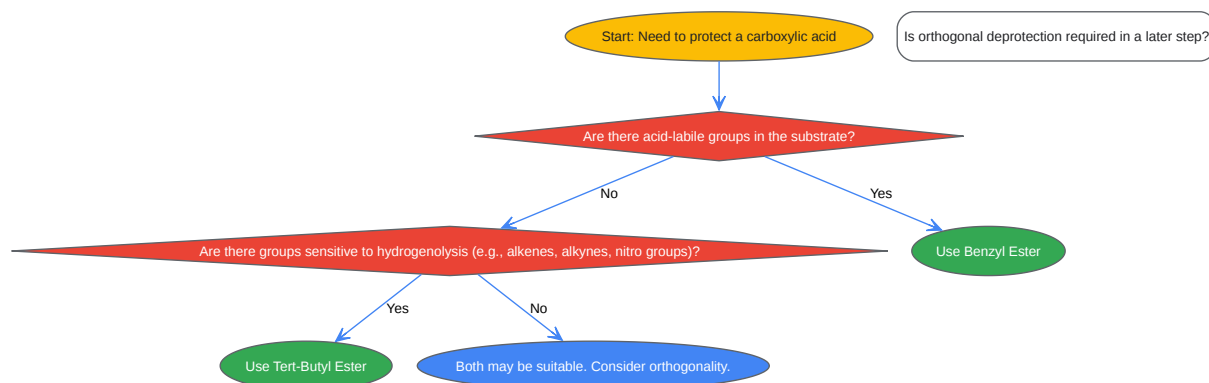 Start: Need to protect a carboxylic acid
Is orthogonal deprotection required in a later step?
Are there acid-labile groups in the substrate?
No
Yes
Are there groups sensitive to hydrogenolysis (e.g., alkenes, alkynes, nitro groups)?
Use Benzyl Ester
Yes
No
Use Tert-Butyl Ester
Both may be suitable. Consider orthogonality.